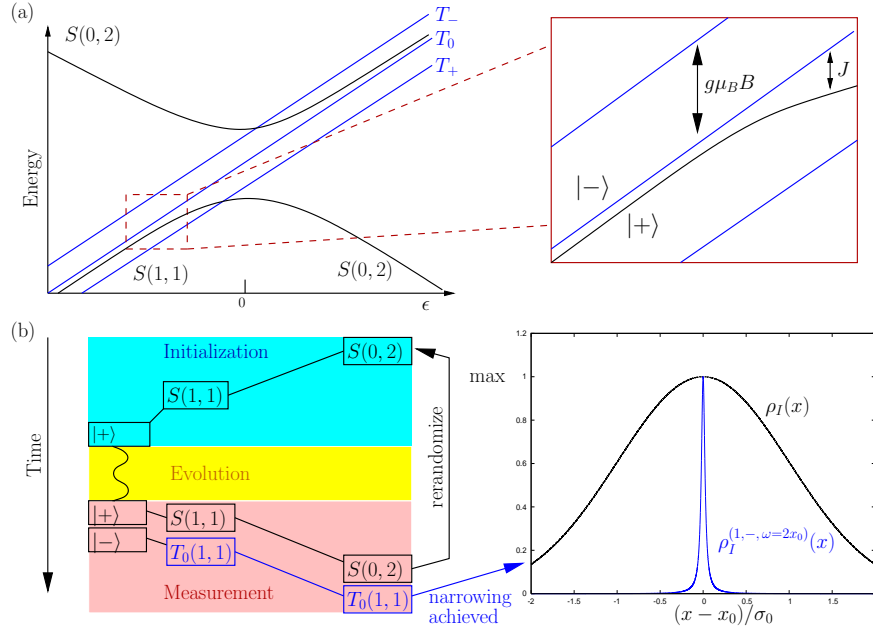 (a)
S(0, 2)
T₋
T₀
T₊
Energy
S(1, 1)
S(0, 2)
0
ϵ
gμ_B B
J
|−⟩
|+⟩
(b)
Time
Initialization
S(0, 2)
S(1, 1)
|+⟩
Evolution
rerandomize
|+⟩
S(1, 1)
|−⟩
T₀(1, 1)
S(0, 2)
Measurement
T₀(1, 1)
narrowing
achieved
max
1.2
1
0.8
0.6
0.4
0.2
0
ρ_I(x)
ρ_I^{(1,−, ω=2x₀)}(x)
-2
-1.5
-1
-0.5
0
0.5
1
1.5
(x − x₀)/σ₀